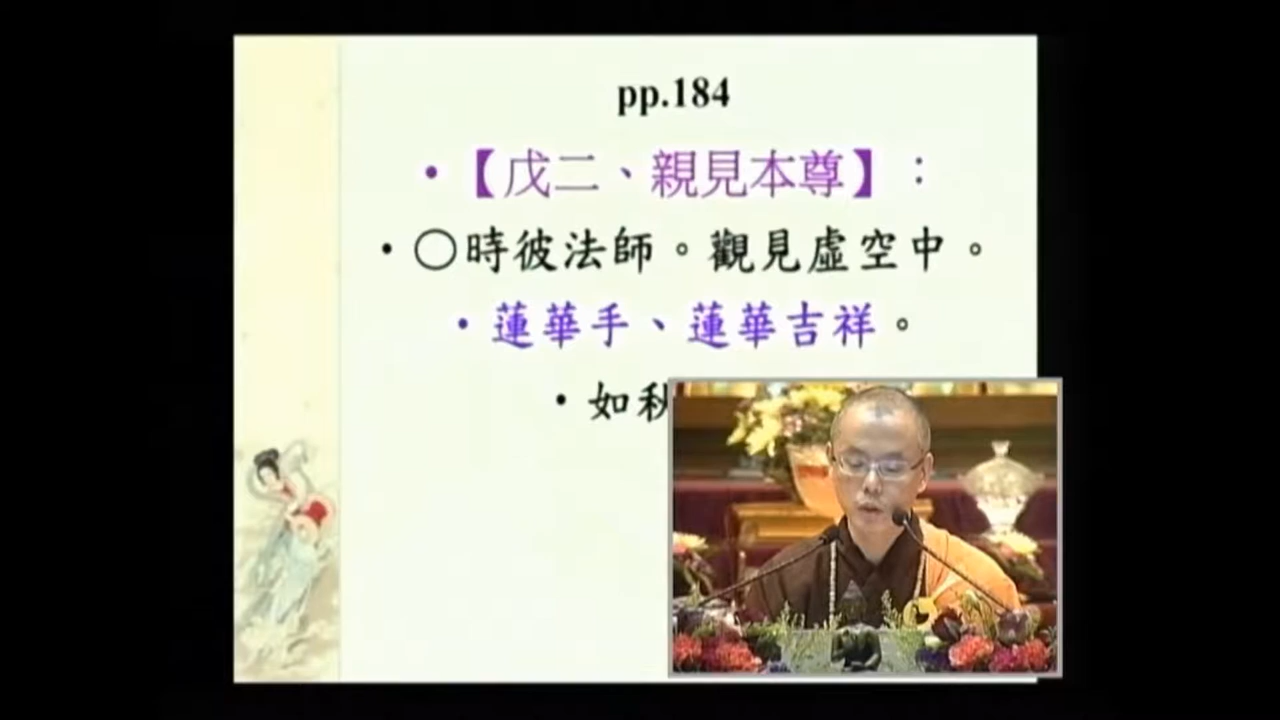 pp.184
•【戊二、親見本尊】：
•○時彼法師。觀見虛空中。
•蓮華手、蓮華吉祥。
•如秋